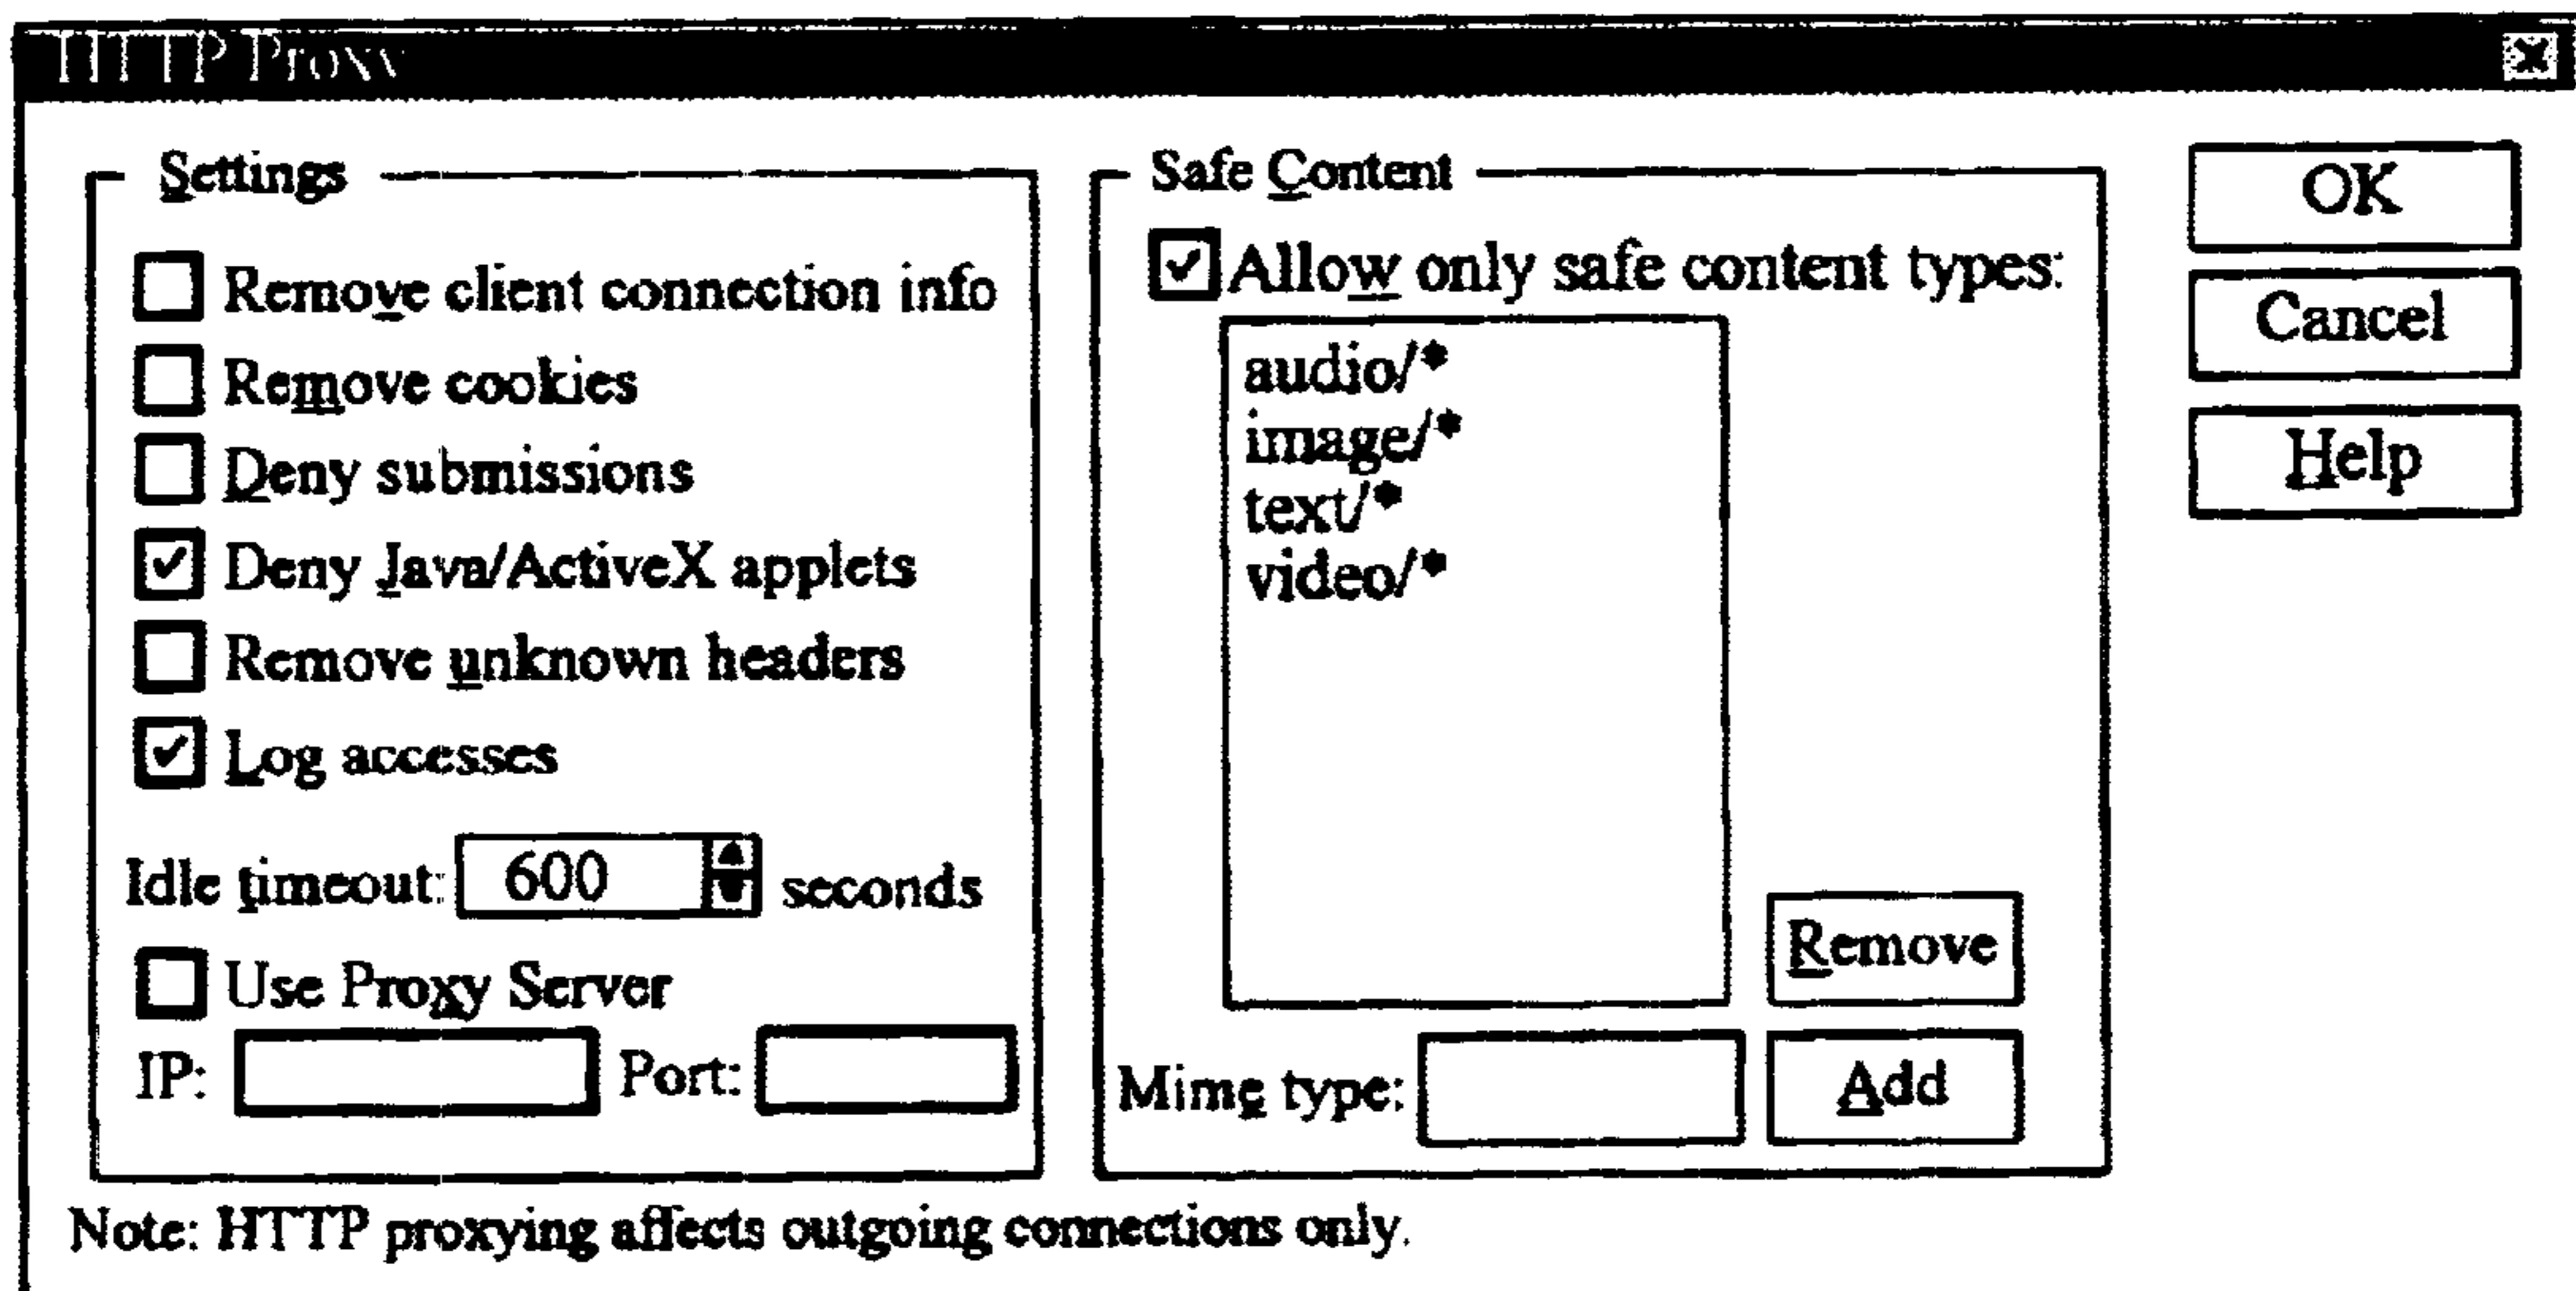 HTTP Proxy
Settings
Remove client connection info
Remove cookies
Deny submissions
Deny Java/ActiveX applets
Remove unknown headers
Log accesses
Idle timeout: 600 seconds
Use Proxy Server
IP: Port:
Safe Content
Allow only safe content types:
audio/*
image/*
text/*
video/*
Remove
Mime type: Add
OK
Cancel
Help
Note: HTTP proxying affects outgoing connections only.